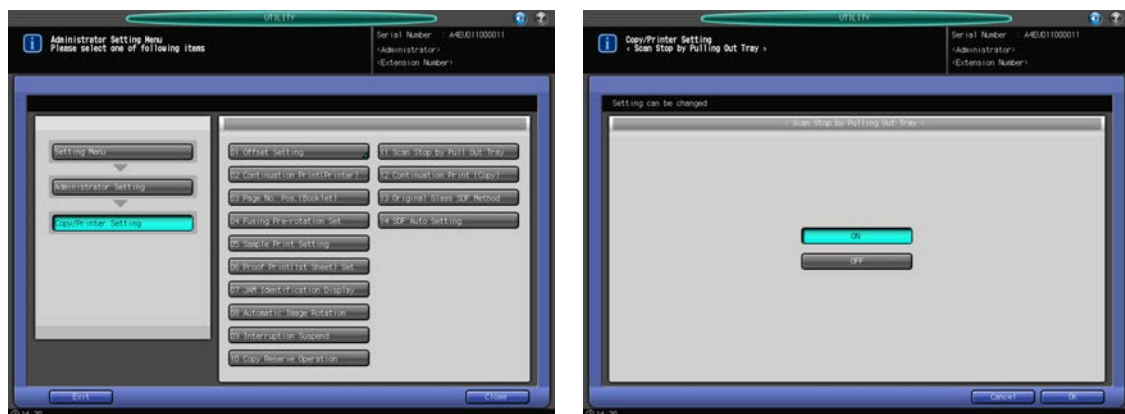 UTILITY
Administrator Setting Menu
Please select one of following items
Serial Number : A4EU011000011
<Administrator>
<Extension Number>
Setting Menu
Administrator Setting
Copy/Printer Setting
01 Offset Setting
02 Continuation Print(Printer)
03 Page No. Pos.(Booklet)
04 Fusing Pre-rotation Set
05 Sample Print Setting
06 Proof Print(1st Sheet) Set
07 JAM Identification Display
08 Automatic Image Rotation
09 Interruption Suspend
10 Copy Reserve Operation
11 Scan Stop by Pull Out Tray
12 Continuation Print (Copy)
13 Original Glass SDF Method
14 SDF Auto Setting
Exit
Close
UTILITY
Copy/Printer Setting
< Scan Stop by Pulling Out Tray >
Serial Number : A4EU011000011
<Administrator>
<Extension Number>
Setting can be changed
< Scan Stop by Pulling Out Tray >
ON
OFF
Cancel
OK